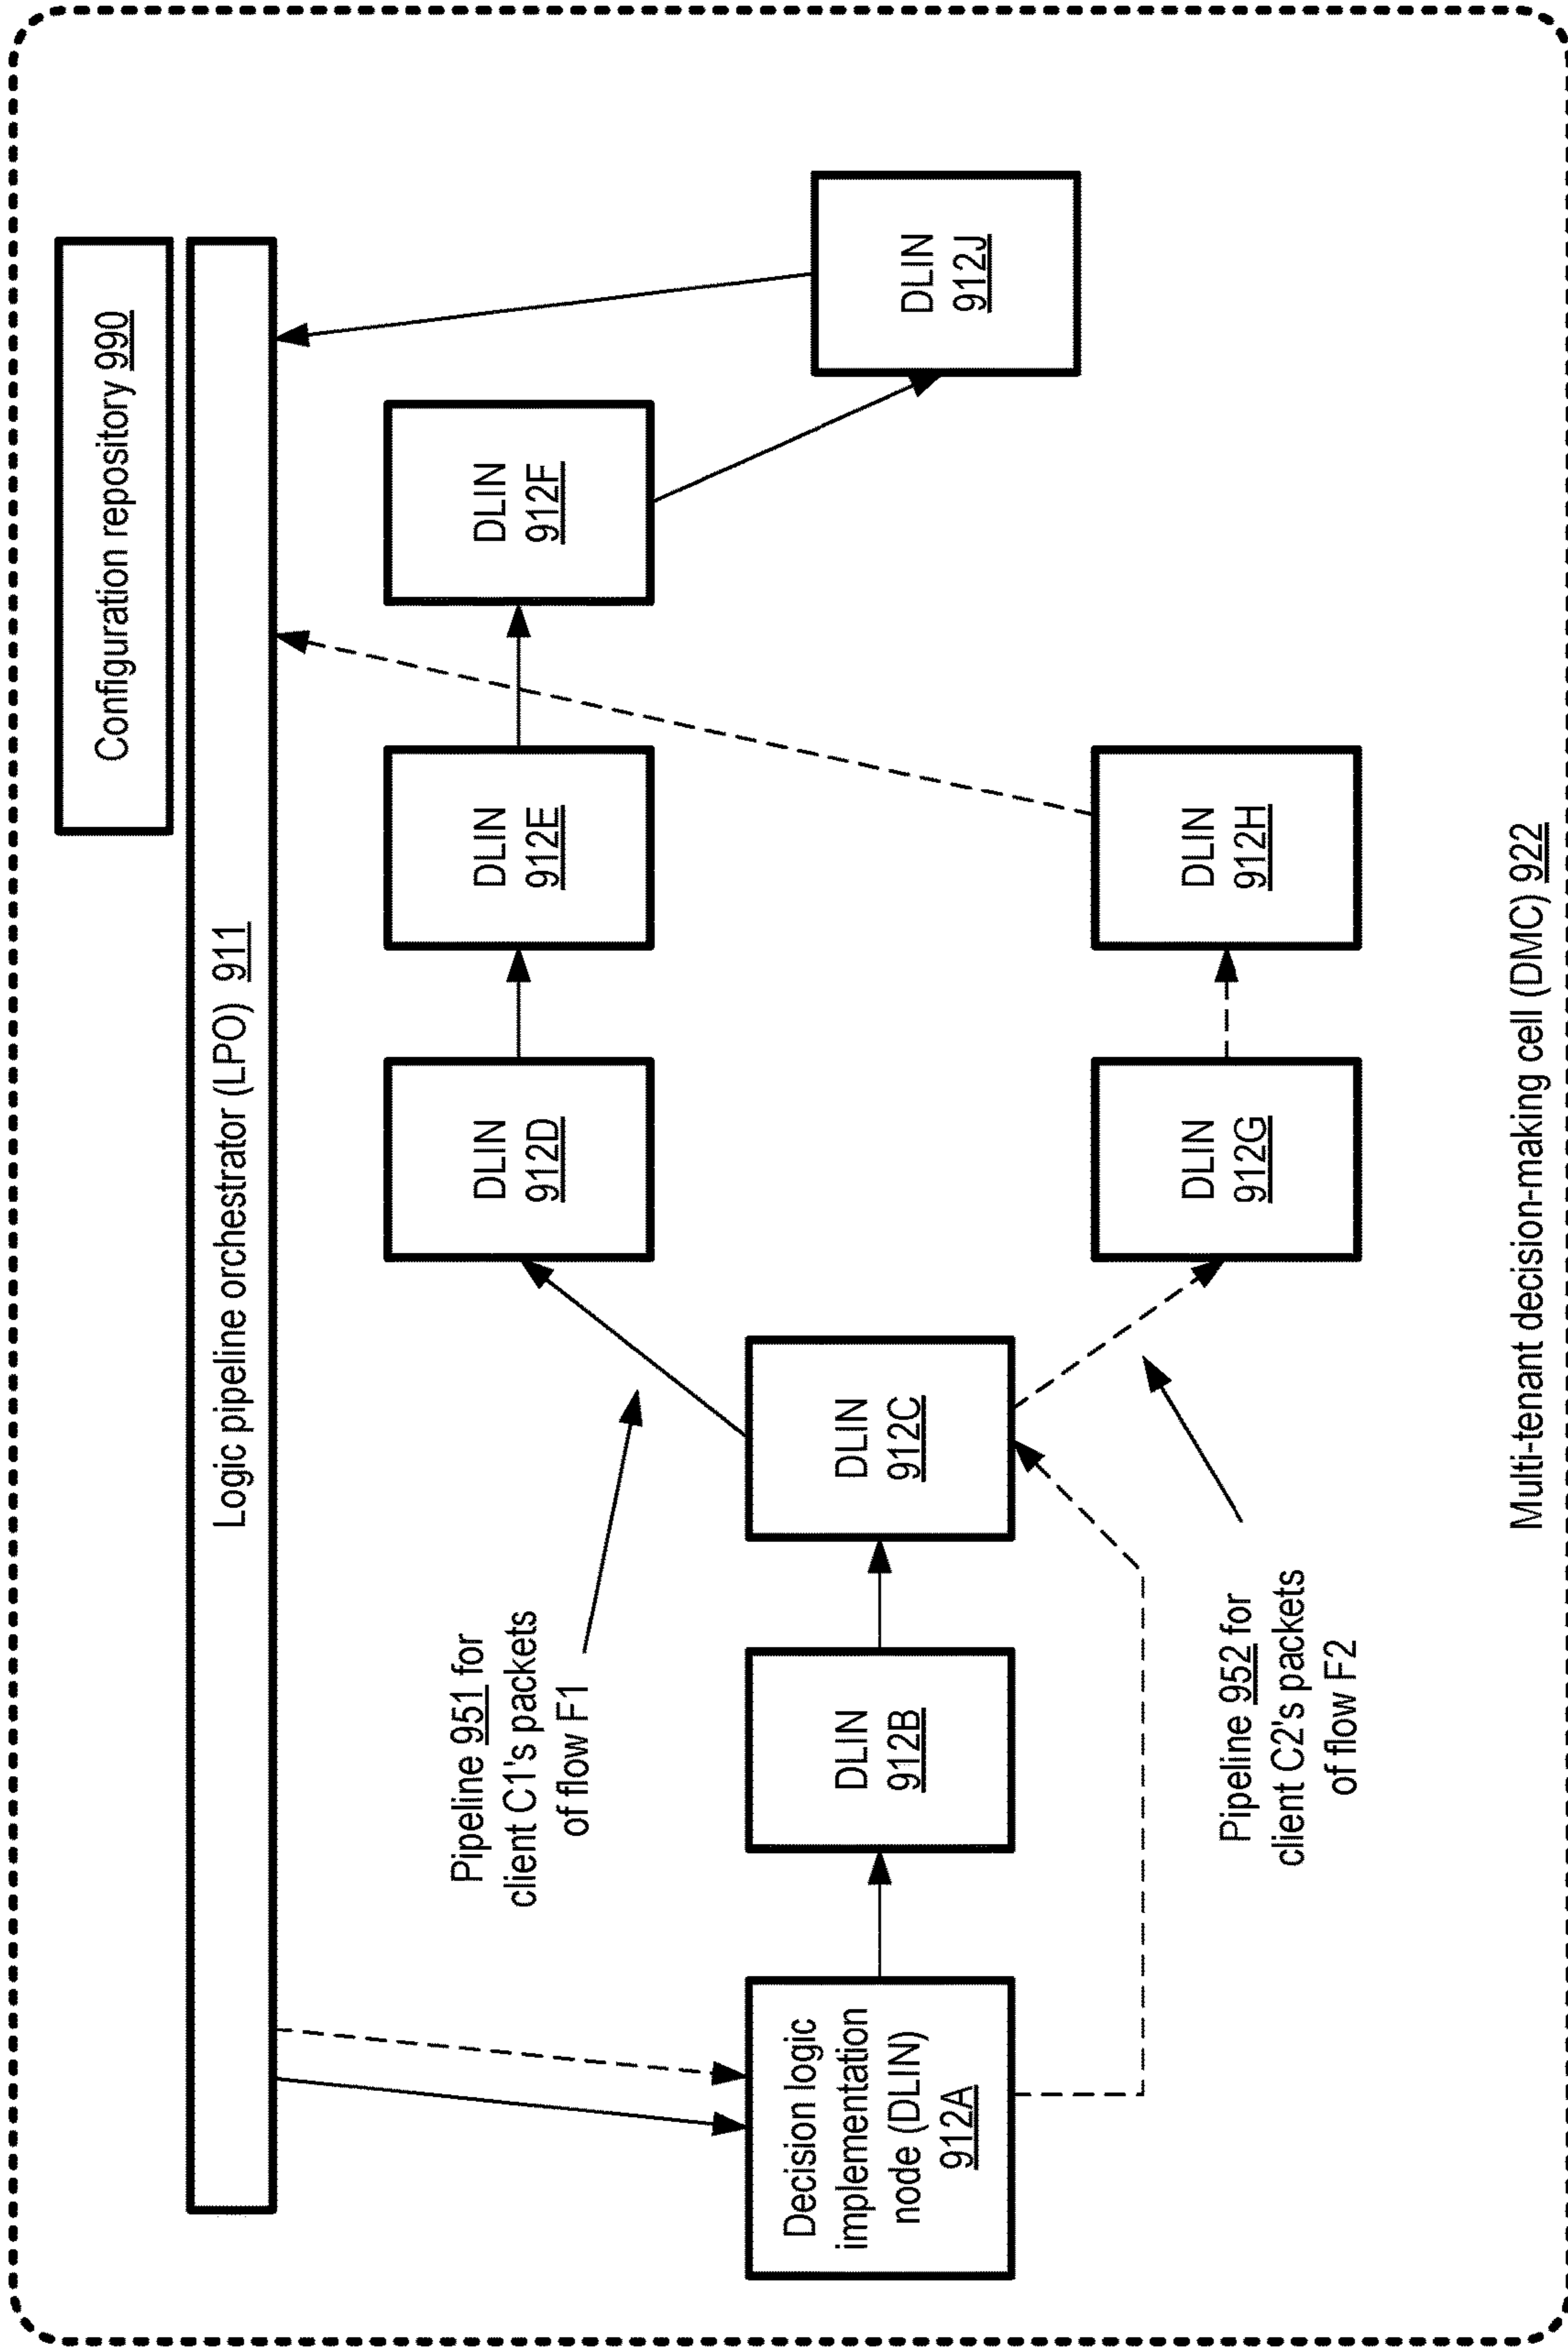 Configuration repository 990
Logic pipeline orchestrator (LPO) 911
Pipeline 951 for
client C1's packets
of flow F1
DLIN
912D
DLIN
912E
DLIN
912F
Decision logic
implementation
node (DLIN)
912A
DLIN
912B
DLIN
912C
DLIN
912J
Pipeline 952 for
client C2's packets
of flow F2
DLIN
912G
DLIN
912H
Multi-tenant decision-making cell (DMC) 922